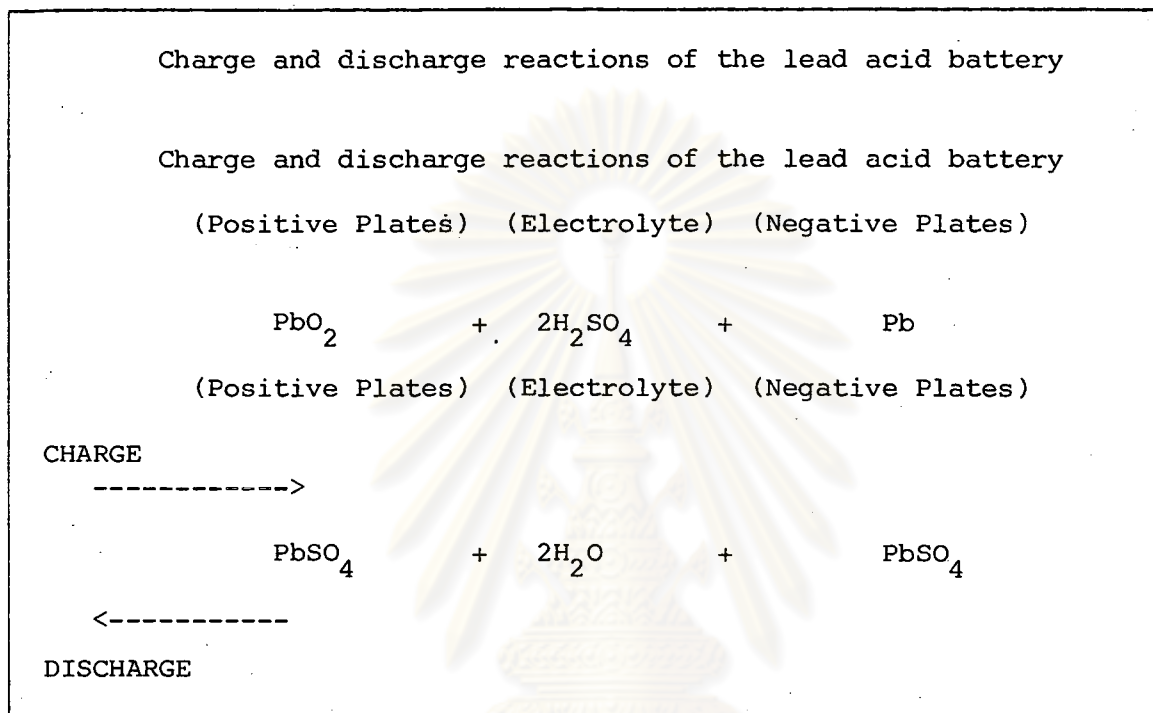 Charge and discharge reactions of the lead acid battery
Charge and discharge reactions of the lead acid battery
(Positive Plates) (Electrolyte) (Negative Plates)
PbO₂ + 2H₂SO₄ + Pb
(Positive Plates) (Electrolyte) (Negative Plates)
CHARGE
------------>
PbSO₄ + 2H₂O + PbSO₄
<-----------
DISCHARGE